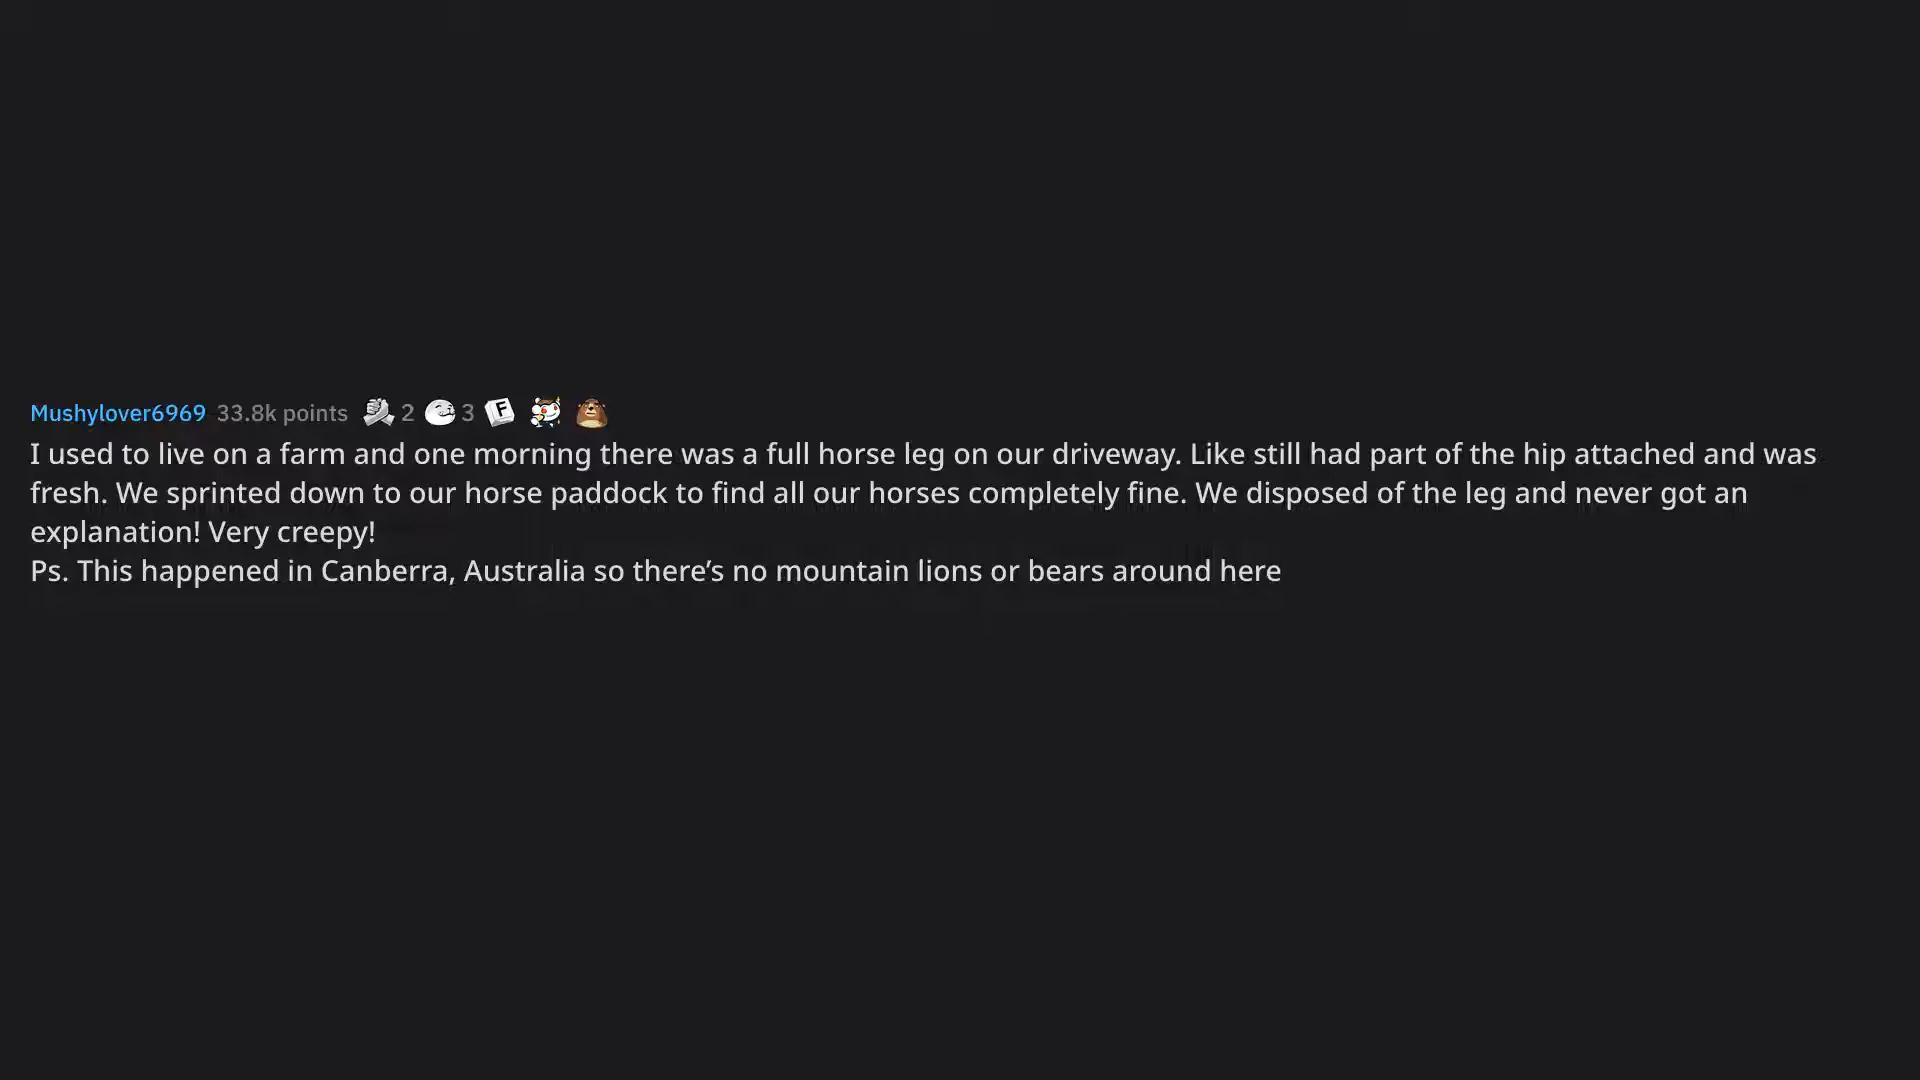 Mushylover6969 33.8k points 2 3 F
I used to live on a farm and one morning there was a full horse leg on our driveway. Like still had part of the hip attached and was
fresh. We sprinted down to our horse paddock to find all our horses completely fine. We disposed of the leg and never got an
explanation! Very creepy!
Ps. This happened in Canberra, Australia so there’s no mountain lions or bears around here